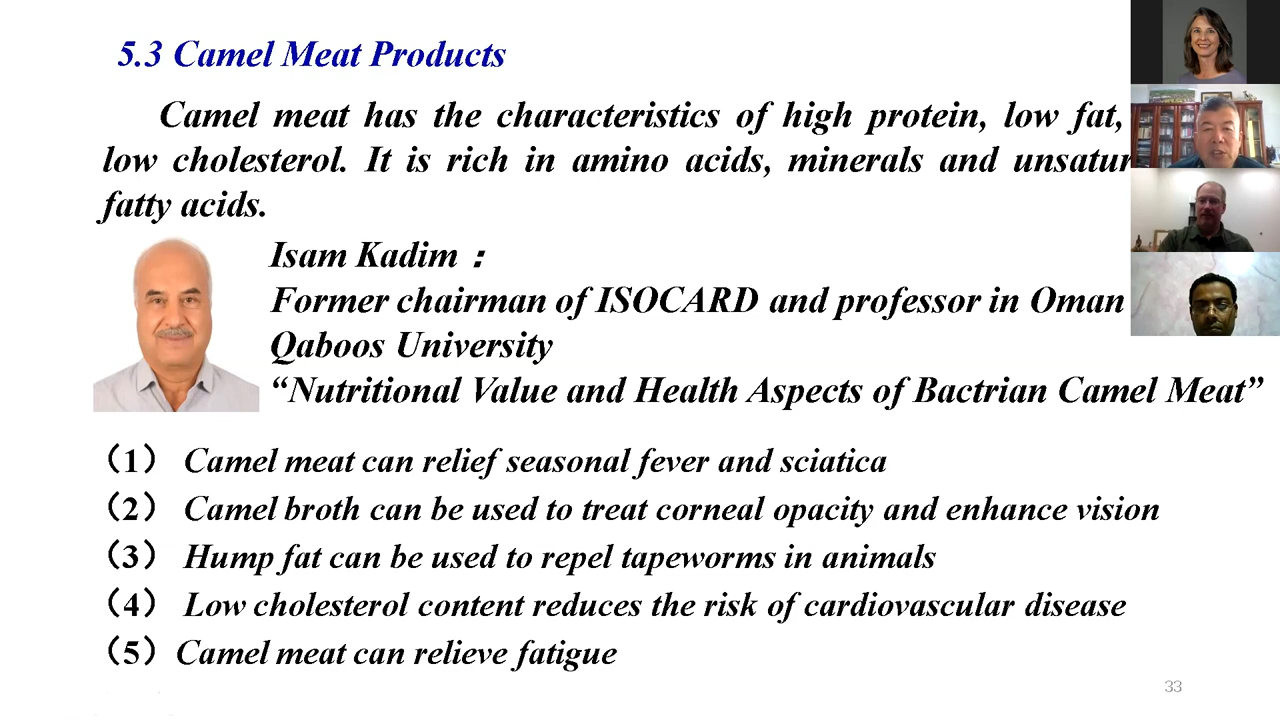 5.3 Camel Meat Products
Camel meat has the characteristics of high protein, low fat,
low cholesterol. It is rich in amino acids, minerals and
fatty acids.
Isam Kadim：
Former chairman of ISOCARD and professor in Oman
Qaboos University
“Nutritional Value and Health Aspects of Bactrian Camel Meat”
（1） Camel meat can relief seasonal fever and sciatica
（2） Camel broth can be used to treat corneal opacity and enhance vision
（3） Hump fat can be used to repel tapeworms in animals
（4） Low cholesterol content reduces the risk of cardiovascular disease
（5）Camel meat can relieve fatigue
33